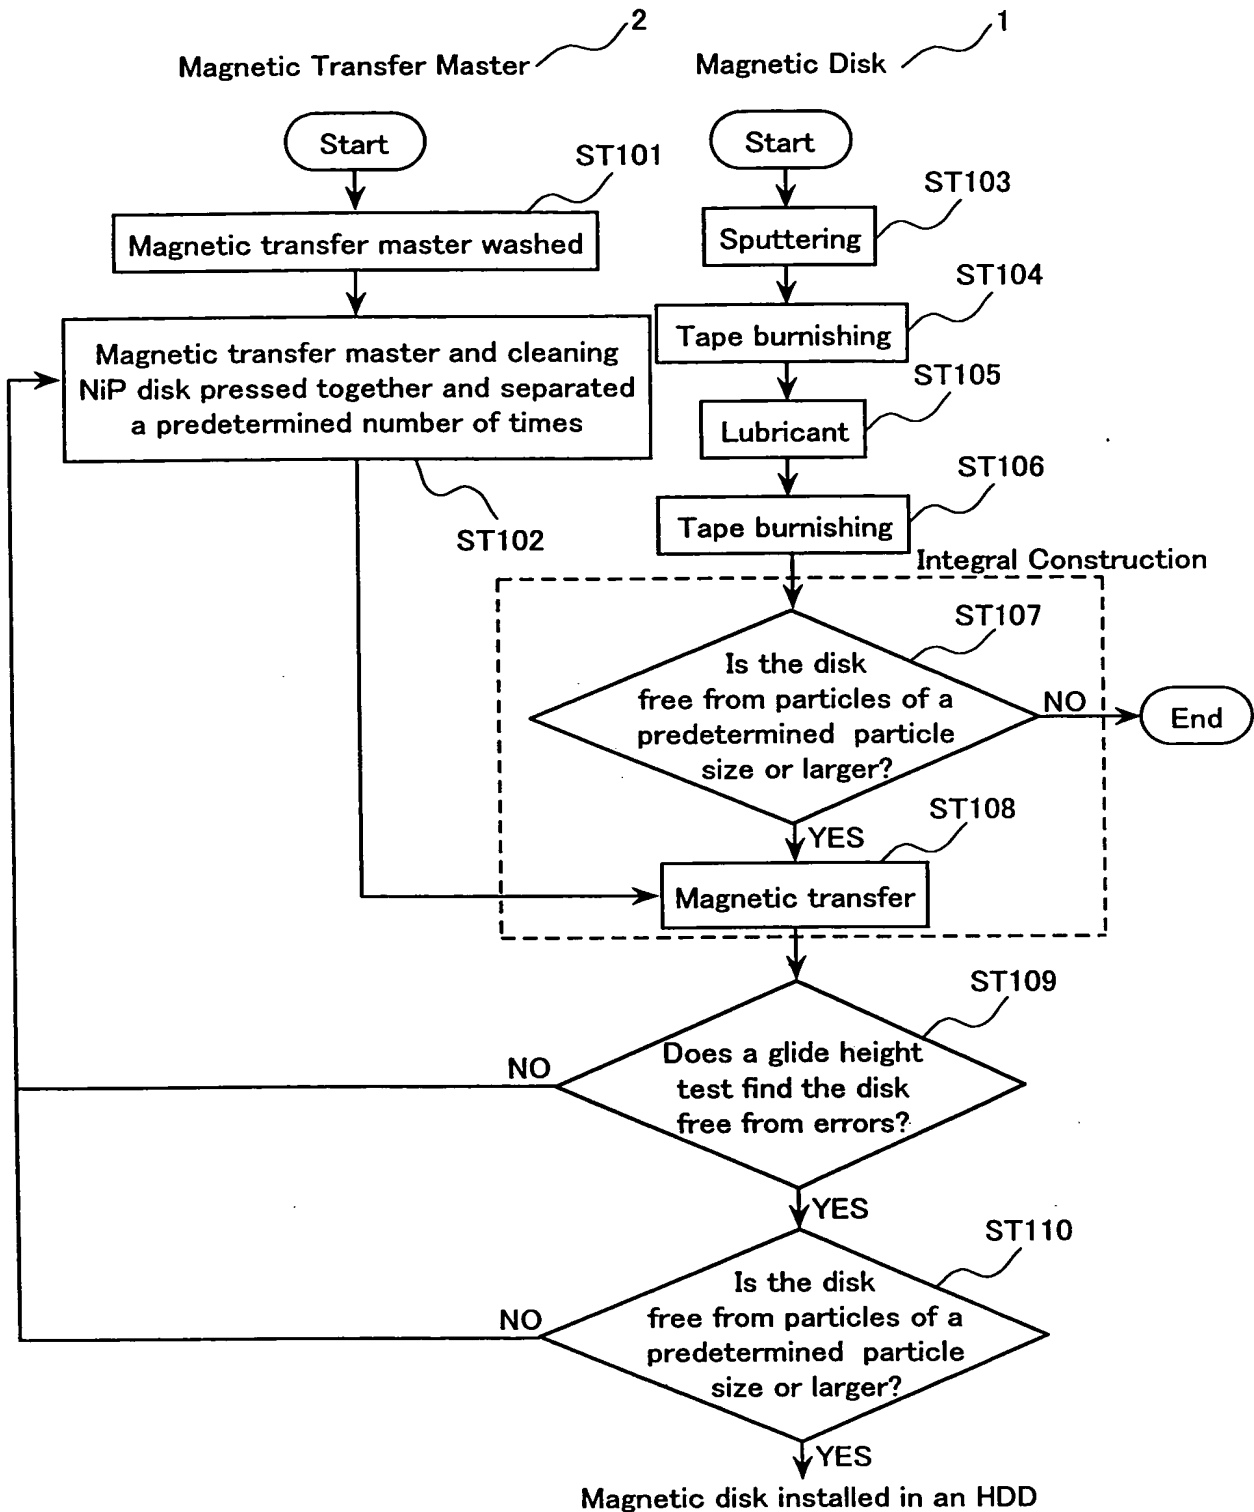 2
1
Magnetic Transfer Master
Magnetic Disk
Start
Start
ST101
ST103
Magnetic transfer master washed
Sputtering
ST104
Magnetic transfer master and cleaning
NiP disk pressed together and separated
a predetermined number of times
Tape burnishing
ST105
Lubricant
ST106
ST102
Tape burnishing
Integral Construction
ST107
Is the disk
free from particles of a
predetermined particle
size or larger?
NO
End
YES
ST108
Magnetic transfer
ST109
Does a glide height
test find the disk
free from errors?
NO
YES
ST110
Is the disk
free from particles of a
predetermined particle
size or larger?
NO
YES
Magnetic disk installed in an HDD